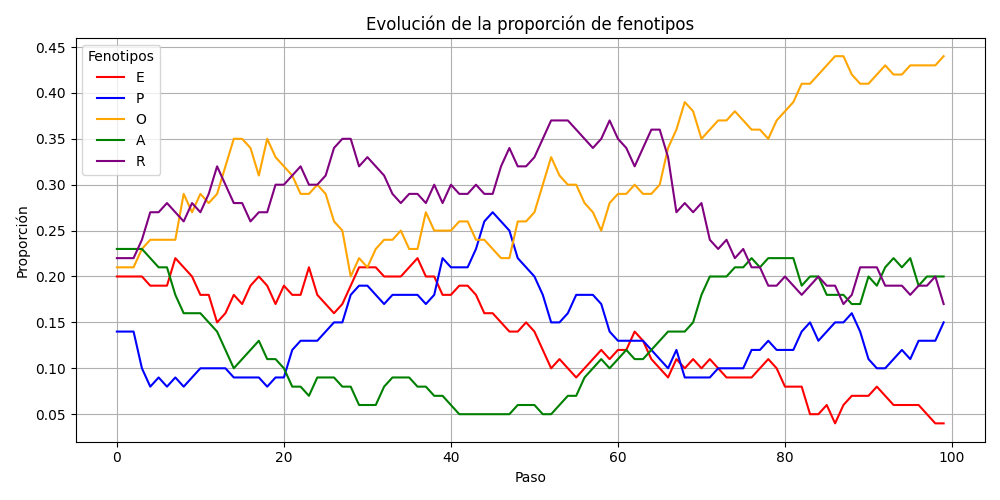 Evolución de la proporción de fenotipos
Fenotipos
E
P
O
A
R
Proporción
0.45
0.40
0.35
0.30
0.25
0.20
0.15
0.10
0.05
0 20 40 60 80 100
Paso